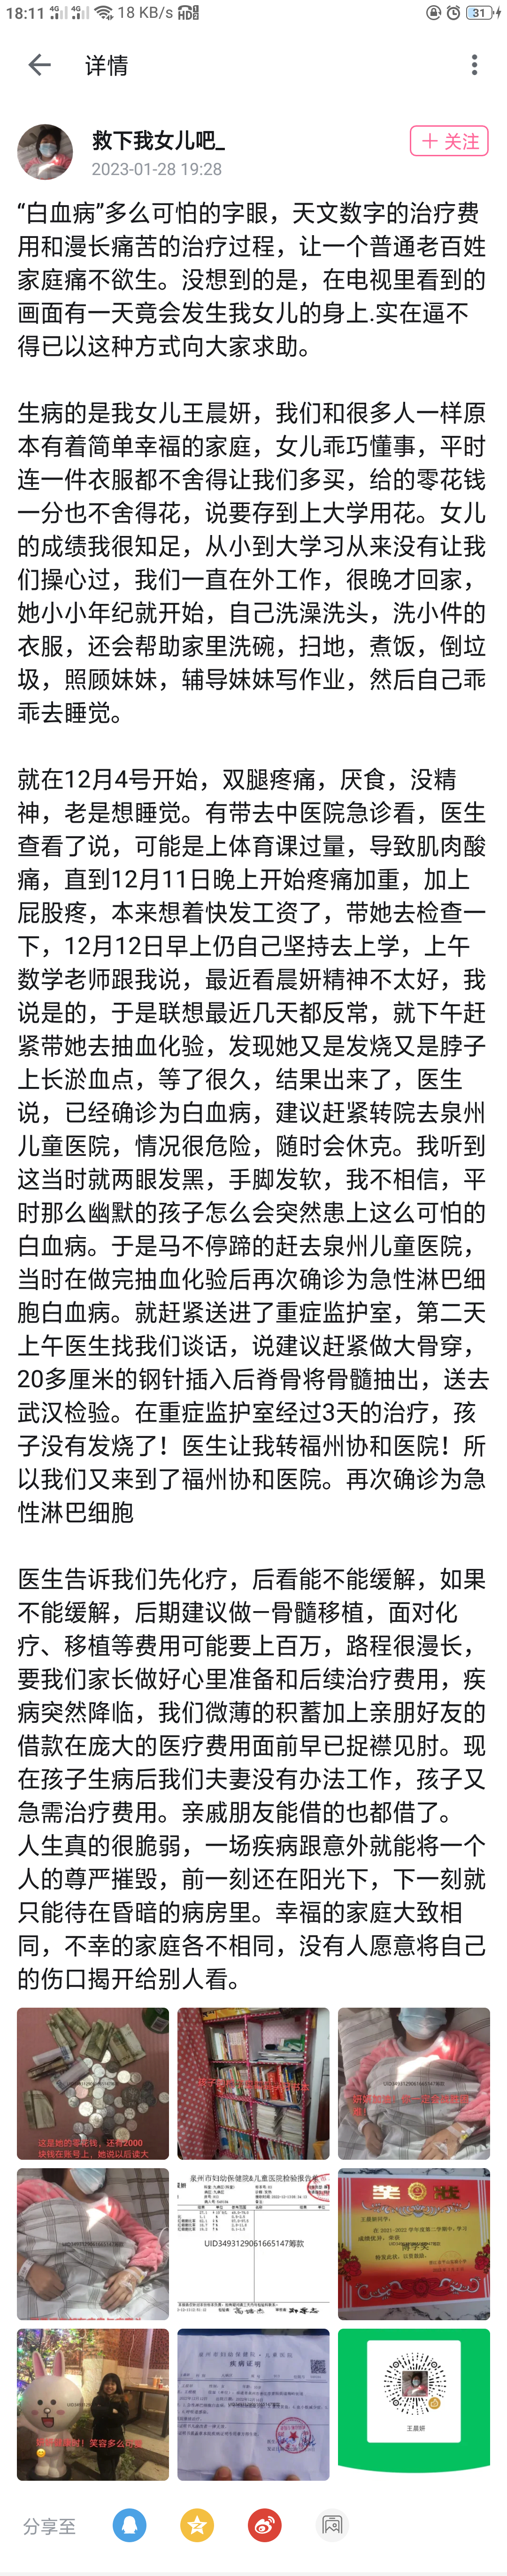 18:11 4G 4G 18 KB/s HD 31
详情
救下我女儿吧_
2023-01-28 19:28
＋ 关注
“白血病”多么可怕的字眼，天文数字的治疗费
用和漫长痛苦的治疗过程，让一个普通老百姓
家庭痛不欲生。没想到的是，在电视里看到的
画面有一天竟会发生我女儿的身上.实在逼不
得已以这种方式向大家求助。
生病的是我女儿王晨妍，我们和很多人一样原
本有着简单幸福的家庭，女儿乖巧懂事，平时
连一件衣服都不舍得让我们多买，给的零花钱
一分也不舍得花，说要存到上大学用花。女儿
的成绩我很知足，从小到大学习从来没有让我
们操心过，我们一直在外工作，很晚才回家，
她小小年纪就开始，自己洗澡洗头，洗小件的
衣服，还会帮助家里洗碗，扫地，煮饭，倒垃
圾，照顾妹妹，辅导妹妹写作业，然后自己乖
乖去睡觉。
就在12月4号开始，双腿疼痛，厌食，没精
神，老是想睡觉。有带去中医院急诊看，医生
查看了说，可能是上体育课过量，导致肌肉酸
痛，直到12月11日晚上开始疼痛加重，加上
屁股疼，本来想着快发工资了，带她去检查一
下，12月12日早上仍自己坚持去上学，上午
数学老师跟我说，最近看晨妍精神不太好，我
说是的，于是联想最近几天都反常，就下午赶
紧带她去抽血化验，发现她又是发烧又是脖子
上长淤血点，等了很久，结果出来了，医生
说，已经确诊为白血病，建议赶紧转院去泉州
儿童医院，情况很危险，随时会休克。我听到
这当时就两眼发黑，手脚发软，我不相信，平
时那么幽默的孩子怎么会突然患上这么可怕的
白血病。于是马不停蹄的赶去泉州儿童医院，
当时在做完抽血化验后再次确诊为急性淋巴细
胞白血病。就赶紧送进了重症监护室，第二天
上午医生找我们谈话，说建议赶紧做大骨穿，
20多厘米的钢针插入后脊骨将骨髓抽出，送去
武汉检验。在重症监护室经过3天的治疗，孩
子没有发烧了！医生让我转福州协和医院！所
以我们又来到了福州协和医院。再次确诊为急
性淋巴细胞
医生告诉我们先化疗，后看能不能缓解，如果
不能缓解，后期建议做一骨髓移植，面对化
疗、移植等费用可能要上百万，路程很漫长，
要我们家长做好心里准备和后续治疗费用，疾
病突然降临，我们微薄的积蓄加上亲朋好友的
借款在庞大的医疗费用面前早已捉襟见肘。现
在孩子生病后我们夫妻没有办法工作，孩子又
急需治疗费用。亲戚朋友能借的也都借了。
人生真的很脆弱，一场疾病跟意外就能将一个
人的尊严摧毁，前一刻还在阳光下，下一刻就
只能待在昏暗的病房里。幸福的家庭大致相
同，不幸的家庭各不相同，没有人愿意将自己
的伤口揭开给别人看。
这是她的零花钱，还有2000
块钱在账号上，她说以后读大
泉州市妇幼保健院&儿童医院检验报告单
UID3493129061665147筹款
奖状
王晨妍同学：
笑容多么
泉州市妇幼保健院·儿童医院
疾病证明
王晨妍
分享至